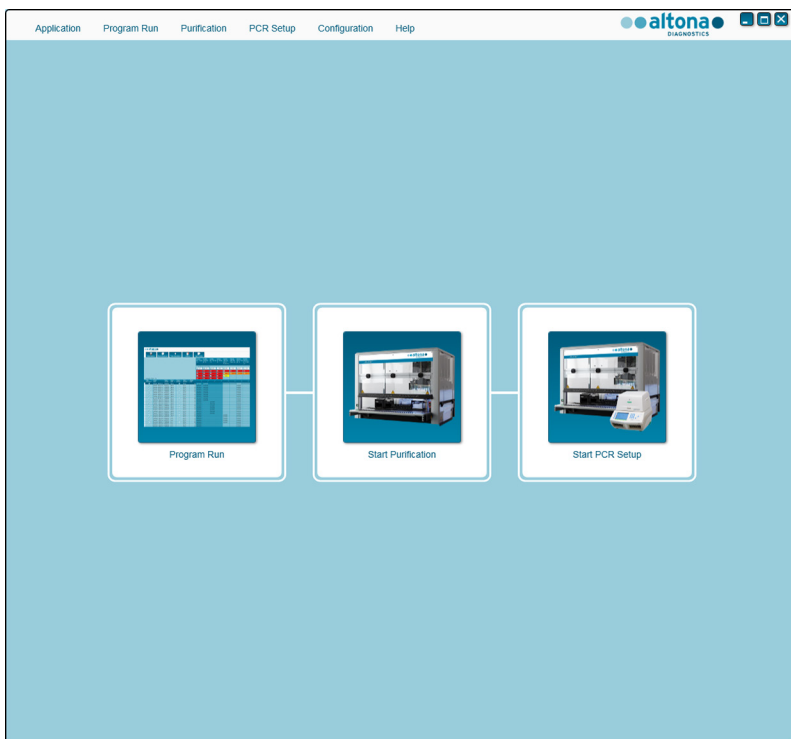 Application Program Run Purification PCR Setup Configuration Help
altona
DIAGNOSTICS
Program Run Start Purification Start PCR Setup